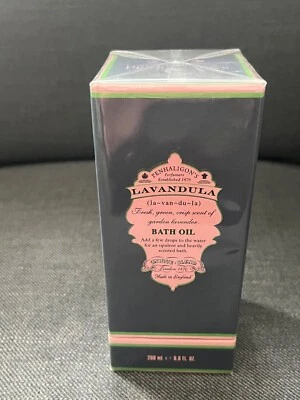 PENHALIGON'S
Perfumers
Established 1870
LAVANDULA
(la-van-du-la)
Fresh, green, crisp scent of
garden lavender.
BATH OIL
Add a few drops to the water
for an opulent and heavily
scented bath.
London 1870
Made in England
200 ml e 6.8 fl. oz.